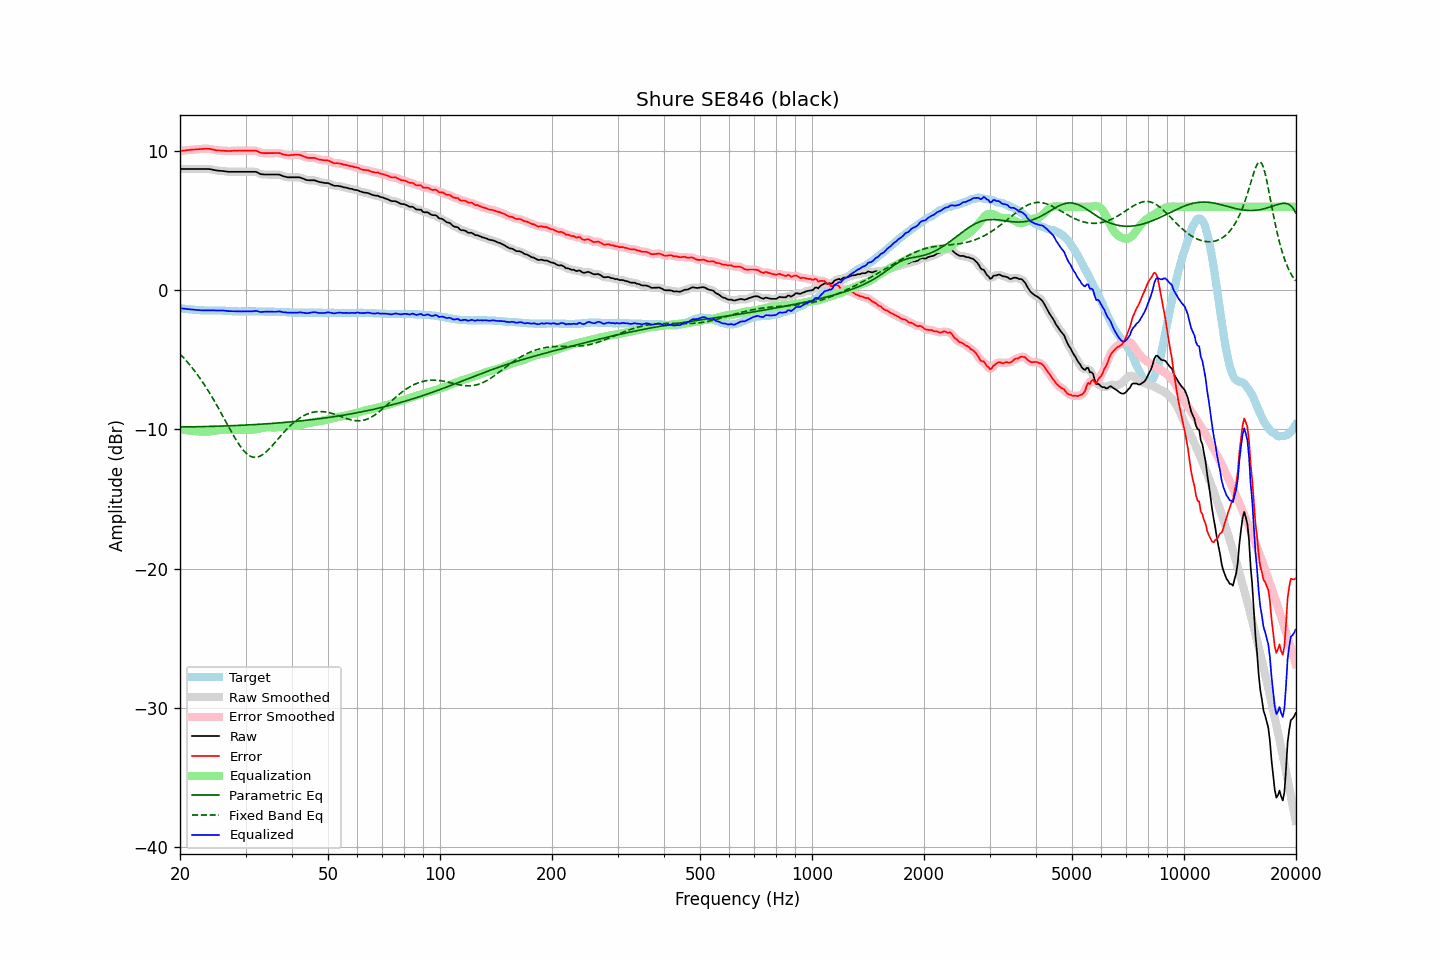 Shure SE846 (black)
Amplitude (dBr)
10
0
−10
−20
−30
−40
Target
Raw Smoothed
Error Smoothed
Raw
Error
Equalization
Parametric Eq
Fixed Band Eq
Equalized
20 50 100 200 500 1000 2000 5000 10000 20000
Frequency (Hz)